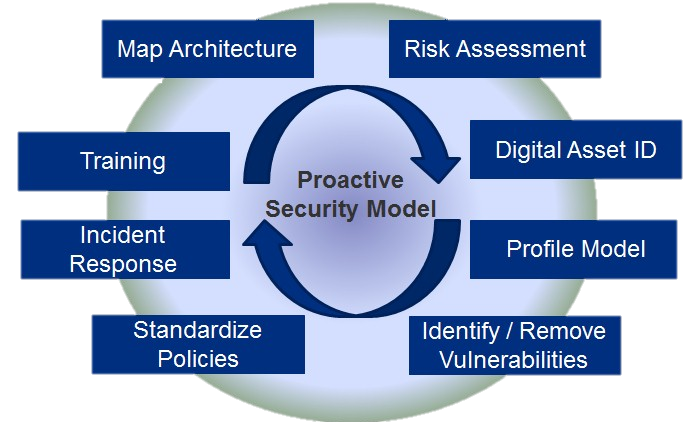 Map Architecture
Risk Assessment
Training
Digital Asset ID
Proactive
Security Model
Incident
Response
Profile Model
Standardize
Policies
Identify / Remove
Vulnerabilities